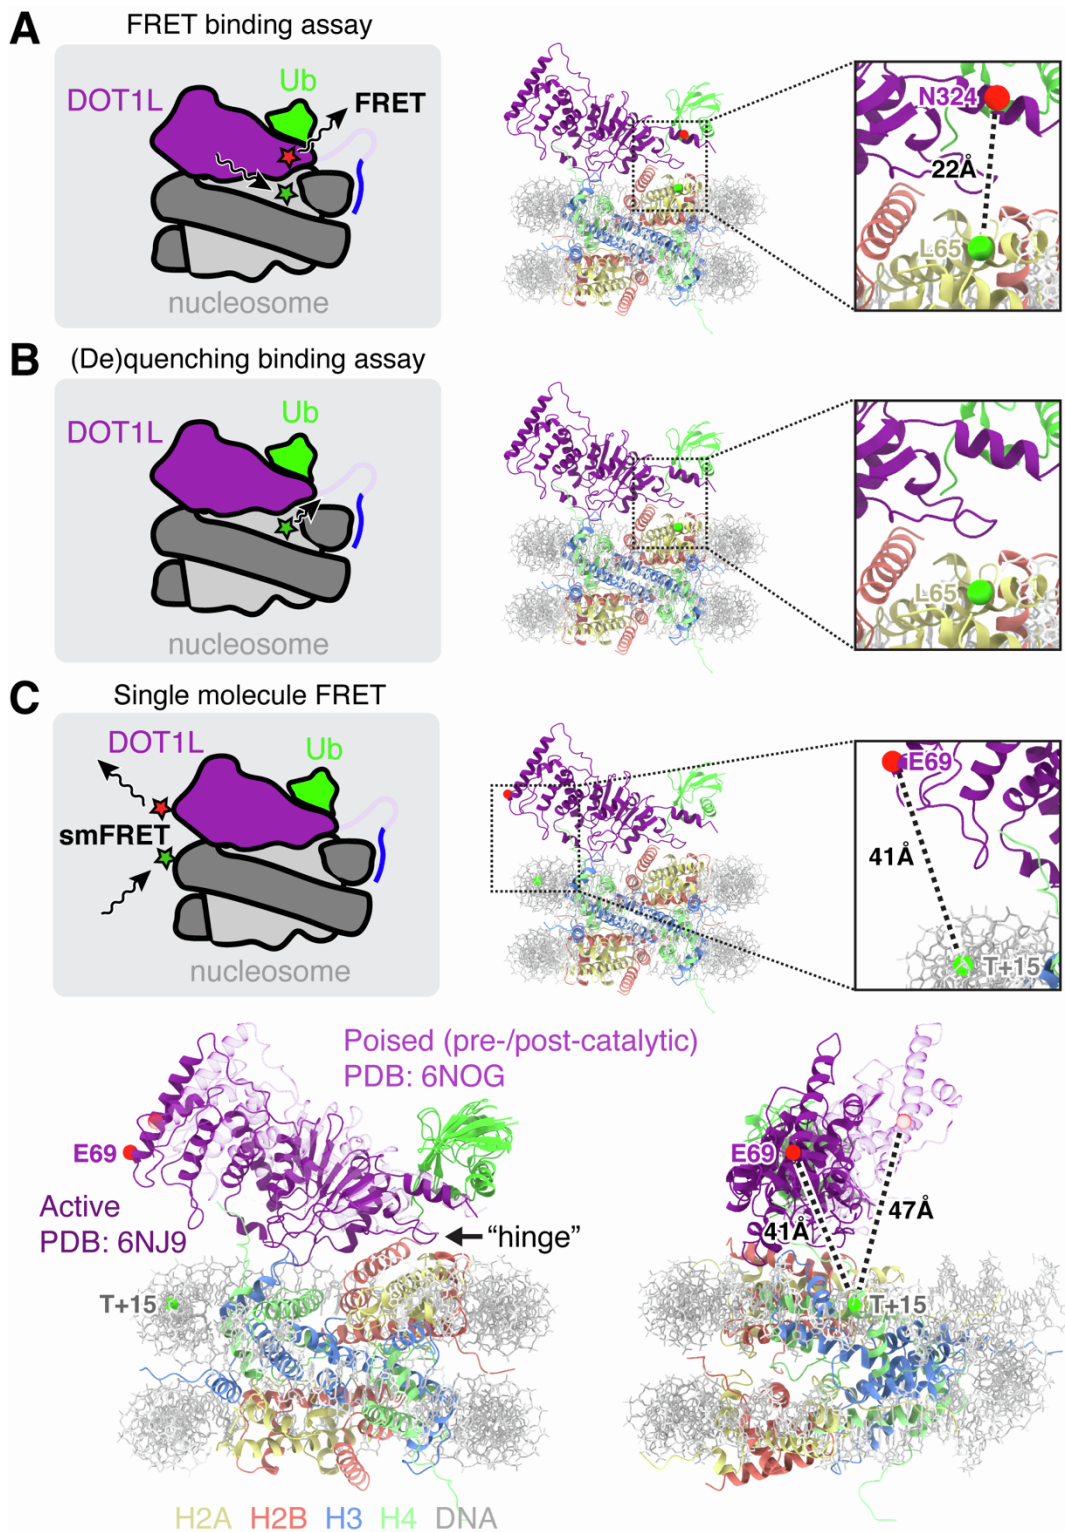 A
FRET binding assay
DOT1L
Ub
FRET
nucleosome
N324
22Å
L65
B
(De)quenching binding assay
DOT1L
Ub
nucleosome
L65
C
Single molecule FRET
DOT1L
Ub
smFRET
nucleosome
E69
41Å
T+15
Poised (pre-/post-catalytic)
PDB: 6NOG
E69
Active
PDB: 6NJ9
"hinge"
T+15
E69
41Å
47Å
T+15
H2A H2B H3 H4 DNA